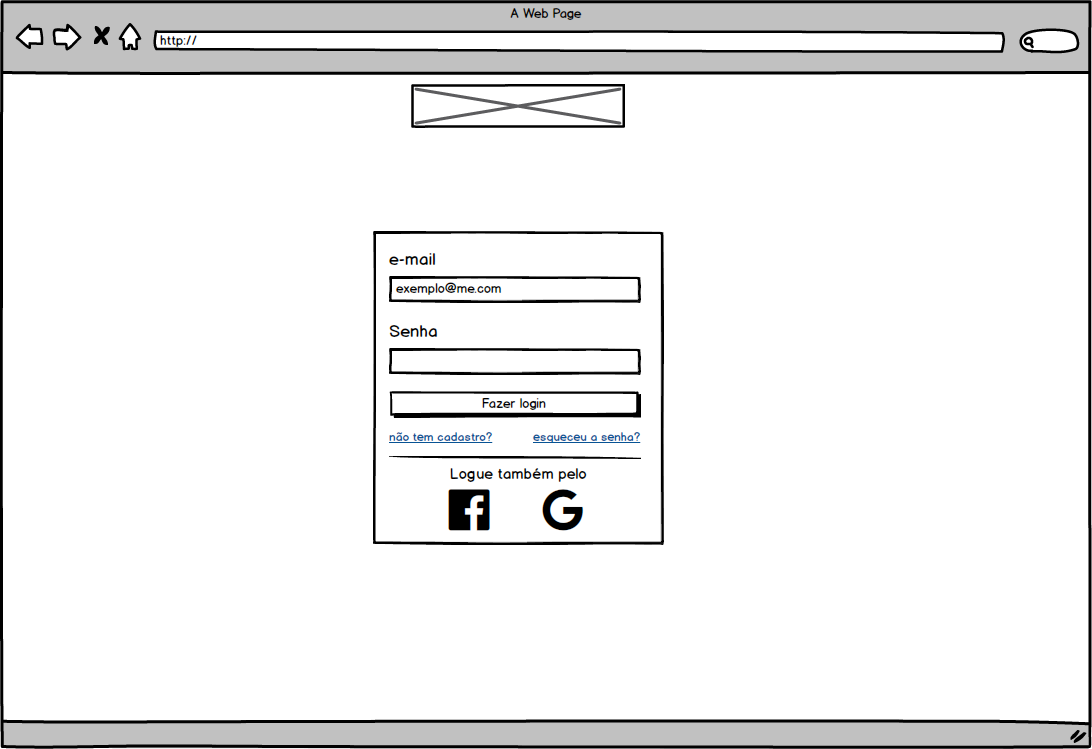 A Web Page
http://
e-mail
exemplo@me.com
Senha
Fazer login
não tem cadastro? esqueceu a senha?
Logue também pelo